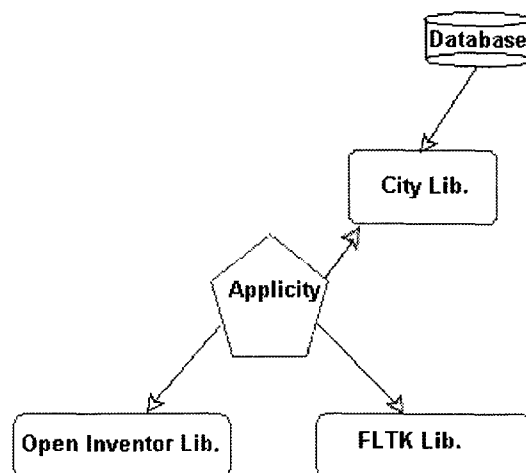 Database
City Lib.
Applicity
Open Inventor Lib.
FLTK Lib.